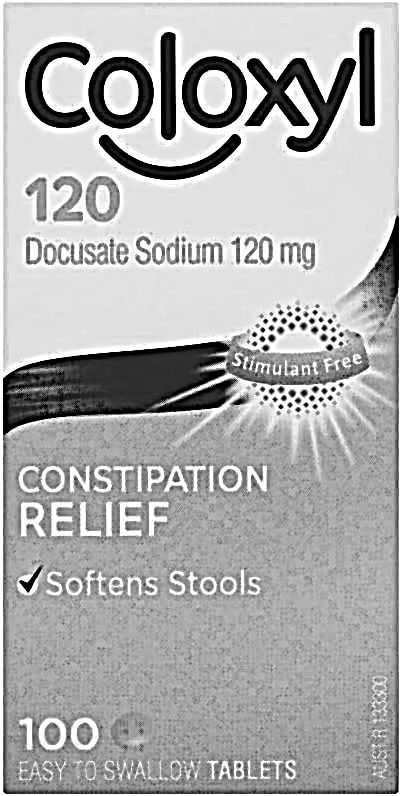 Coloxyl
120
Docusate Sodium 120 mg
Stimulant Free
CONSTIPATION
RELIEF
Softens Stools
100
EASY TO SWALLOW TABLETS
AUST R 133300